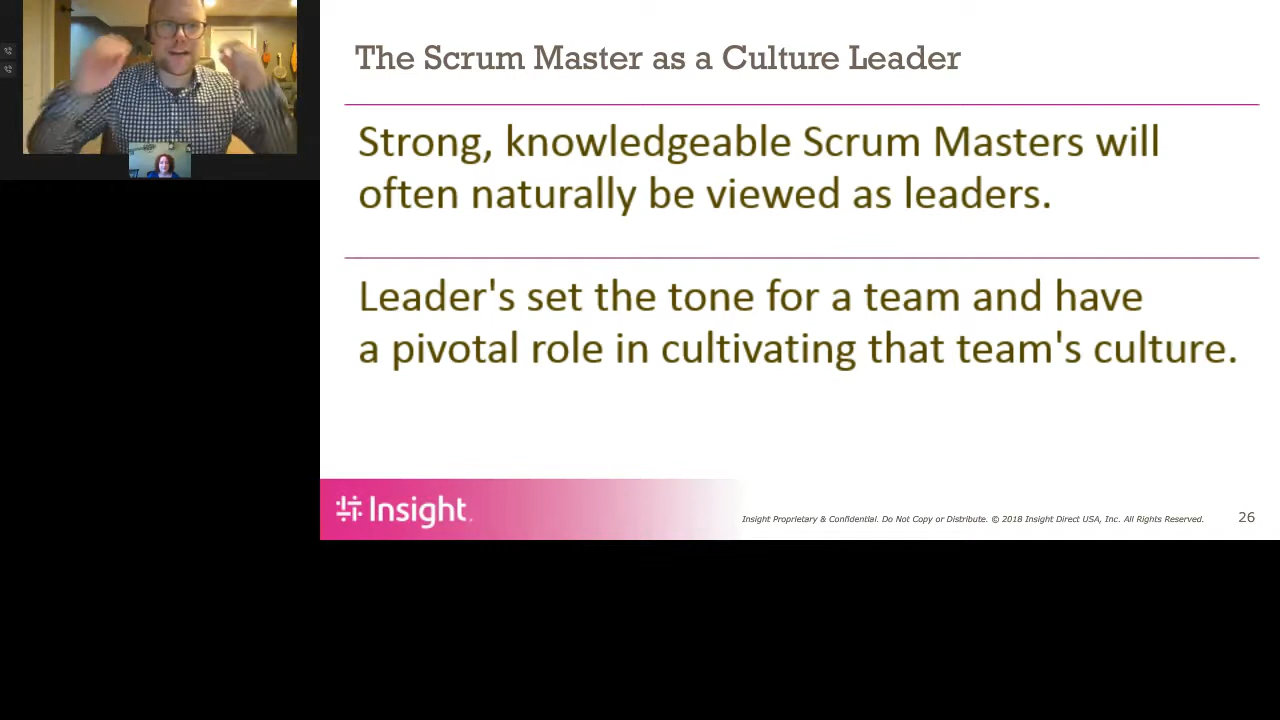 The Scrum Master as a Culture Leader
Strong, knowledgeable Scrum Masters will
often naturally be viewed as leaders.
Leader's set the tone for a team and have
a pivotal role in cultivating that team's culture.
Insight
Insight Proprietary & Confidential. Do Not Copy or Distribute. © 2018 Insight Direct USA, Inc. All Rights Reserved.
26